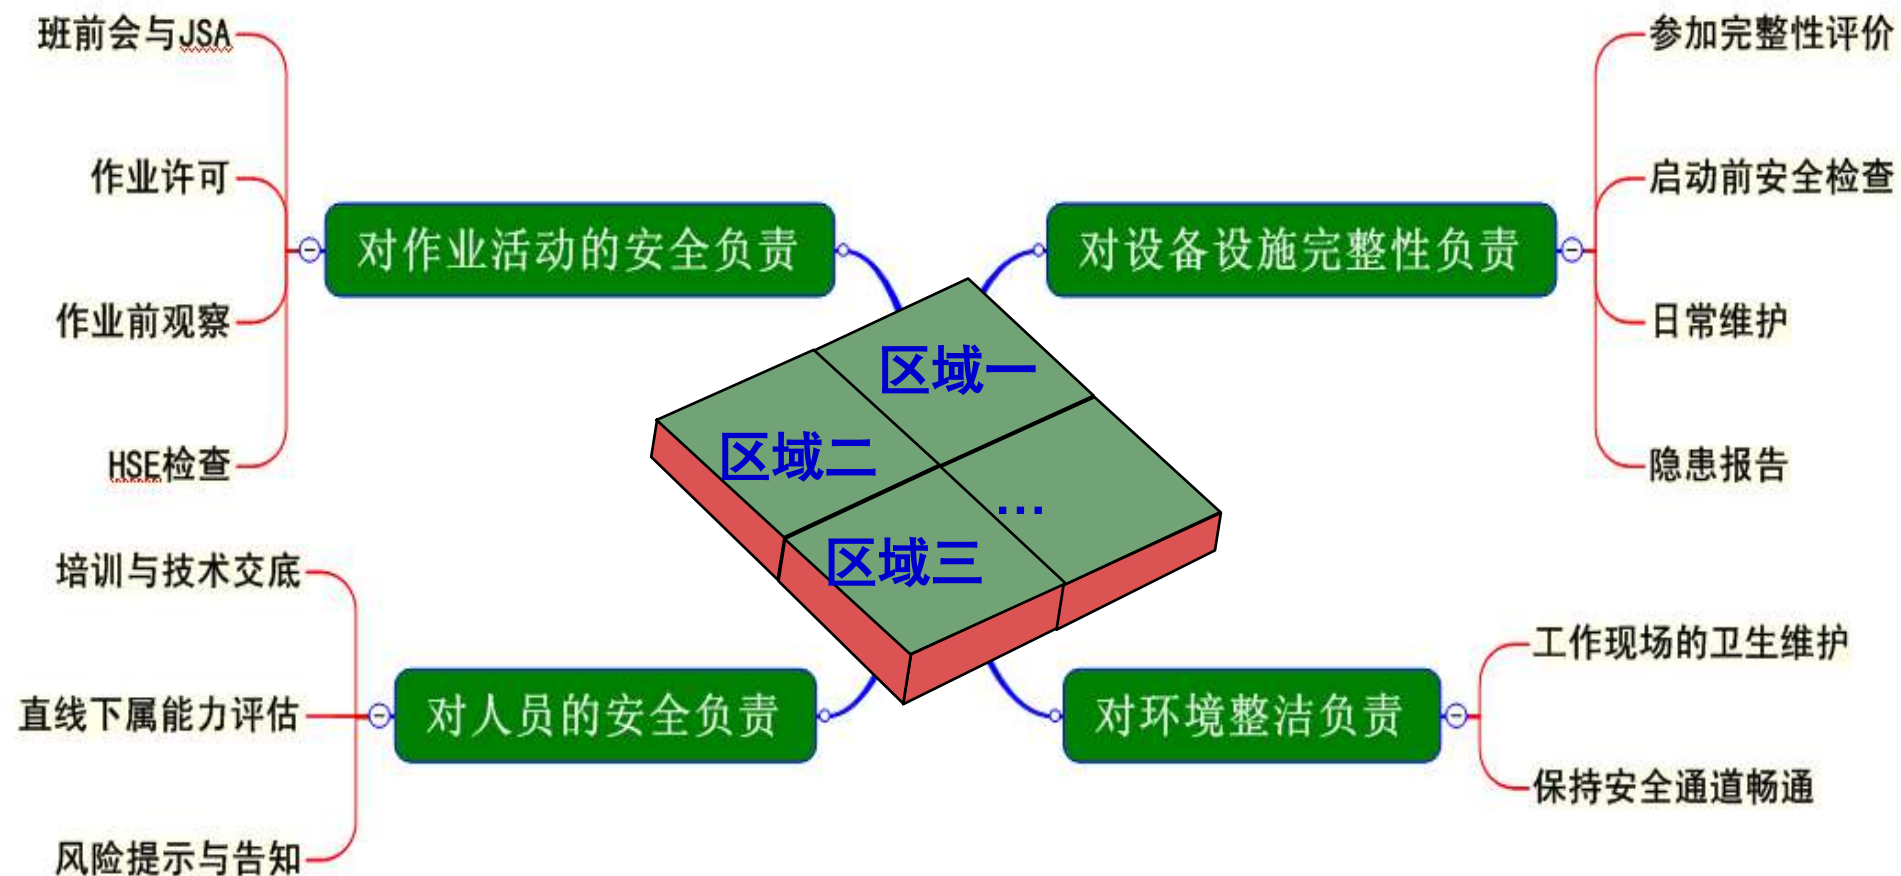 班前会与JSA
作业许可
作业前观察
HSE检查
对作业活动的安全负责
对设备设施完整性负责
参加完整性评价
启动前安全检查
日常维护
隐患报告
区域一
区域二
区域三
…
培训与技术交底
直线下属能力评估
风险提示与告知
对人员的安全负责
对环境整洁负责
工作现场的卫生维护
保持安全通道畅通